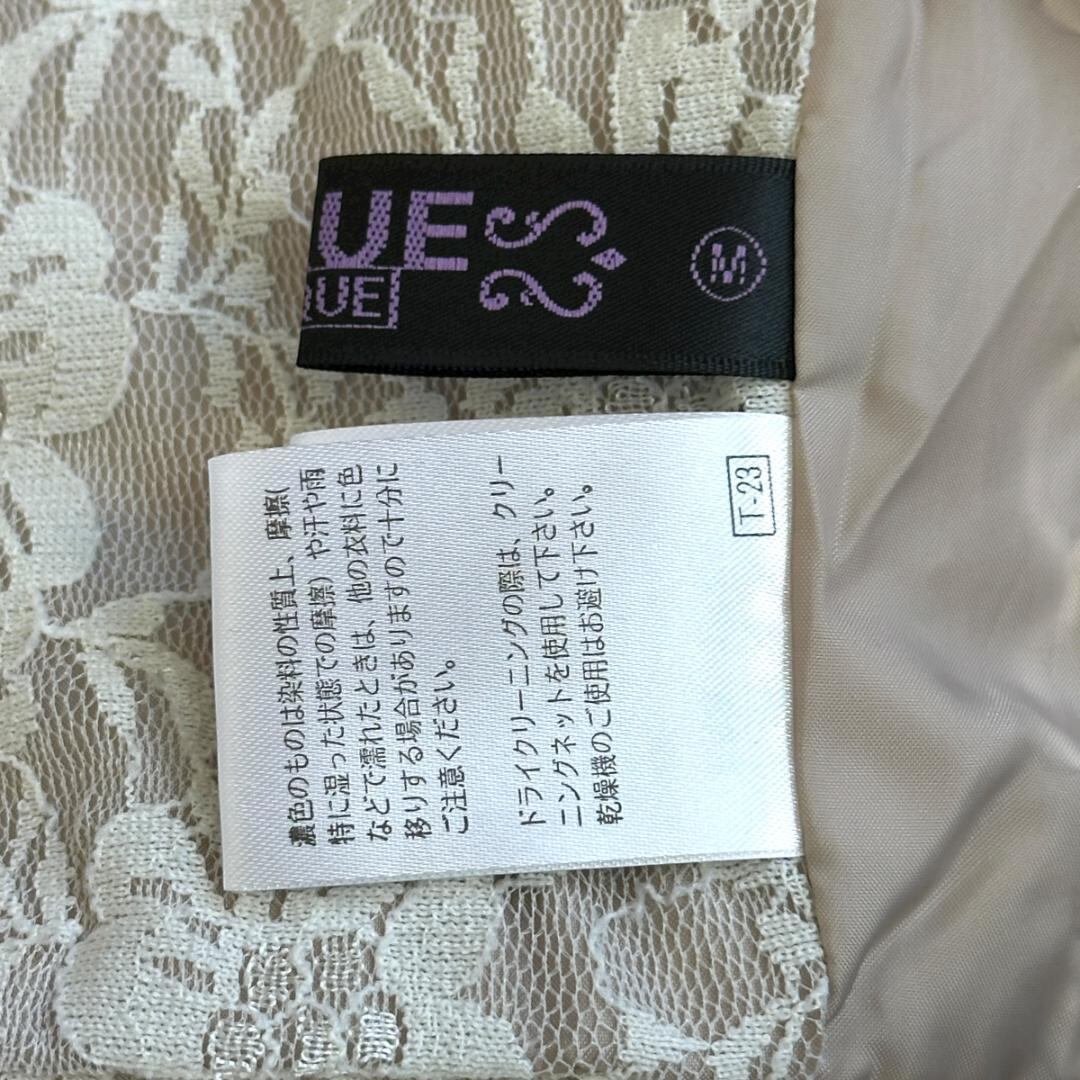 UE
QUE
M
濃色のものは染料の性質上、摩擦(
特に湿った状態での摩擦)や汗や雨
などで濡れたときは、他の衣料に色
移りする場合がありますので十分に
ご注意ください。
ドライクリーニングの際は、クリー
ニングネットを使用して下さい。
乾燥機のご使用はお避け下さい。
T-23